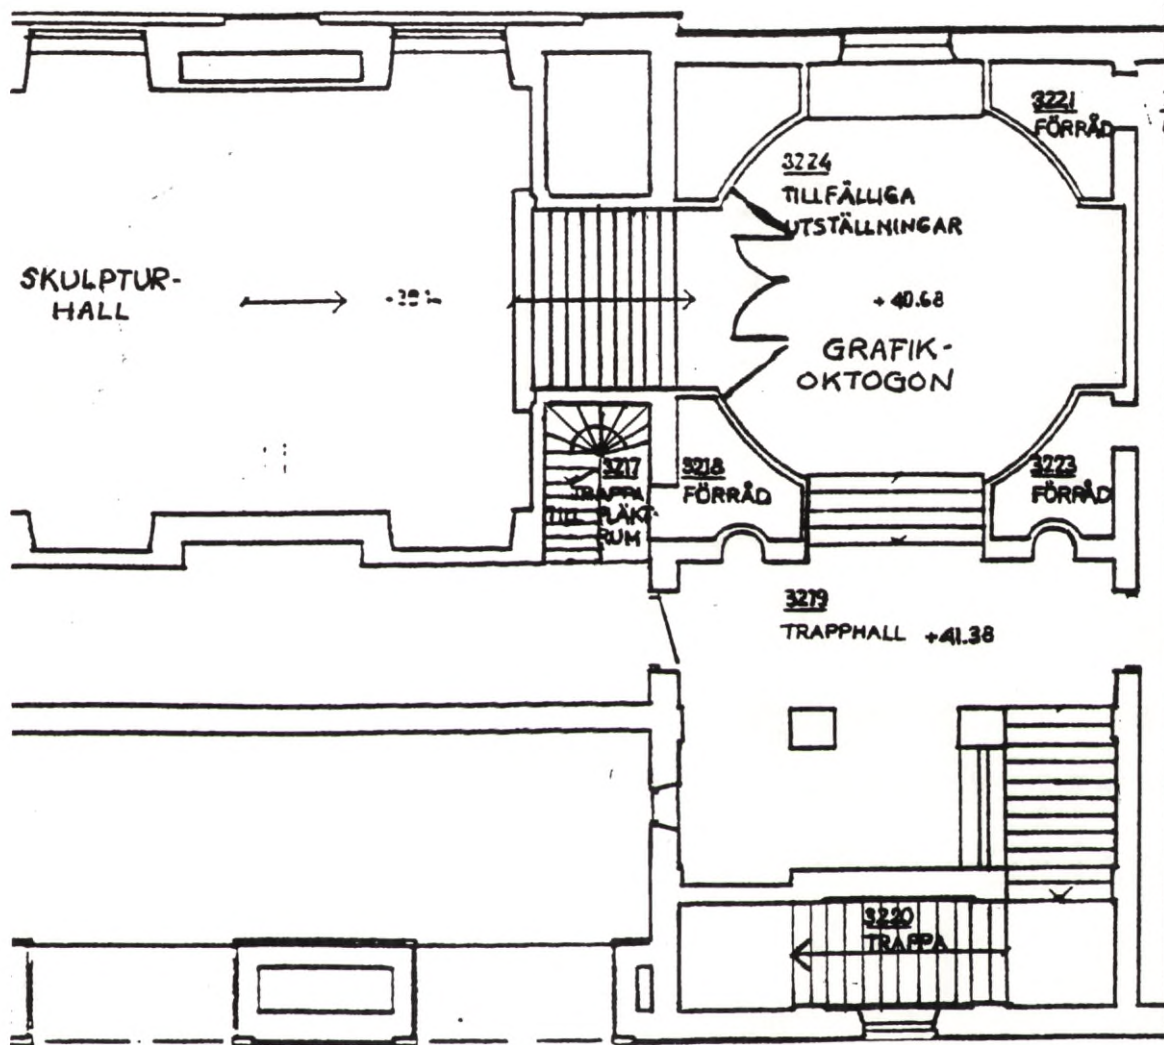 3221
FÖRRÅD
3224
TILLFÄLLIGA
UTSTÄLLNINGAR
SKULPTUR-
HALL
+40.68
GRAFIK-
OKTOGON
3217
TRAPPA
TILL PLÅKT-
RUM
3218
FÖRRÅD
3223
FÖRRÅD
3219
TRAPPHALL +41.38
3220
TRAPPA